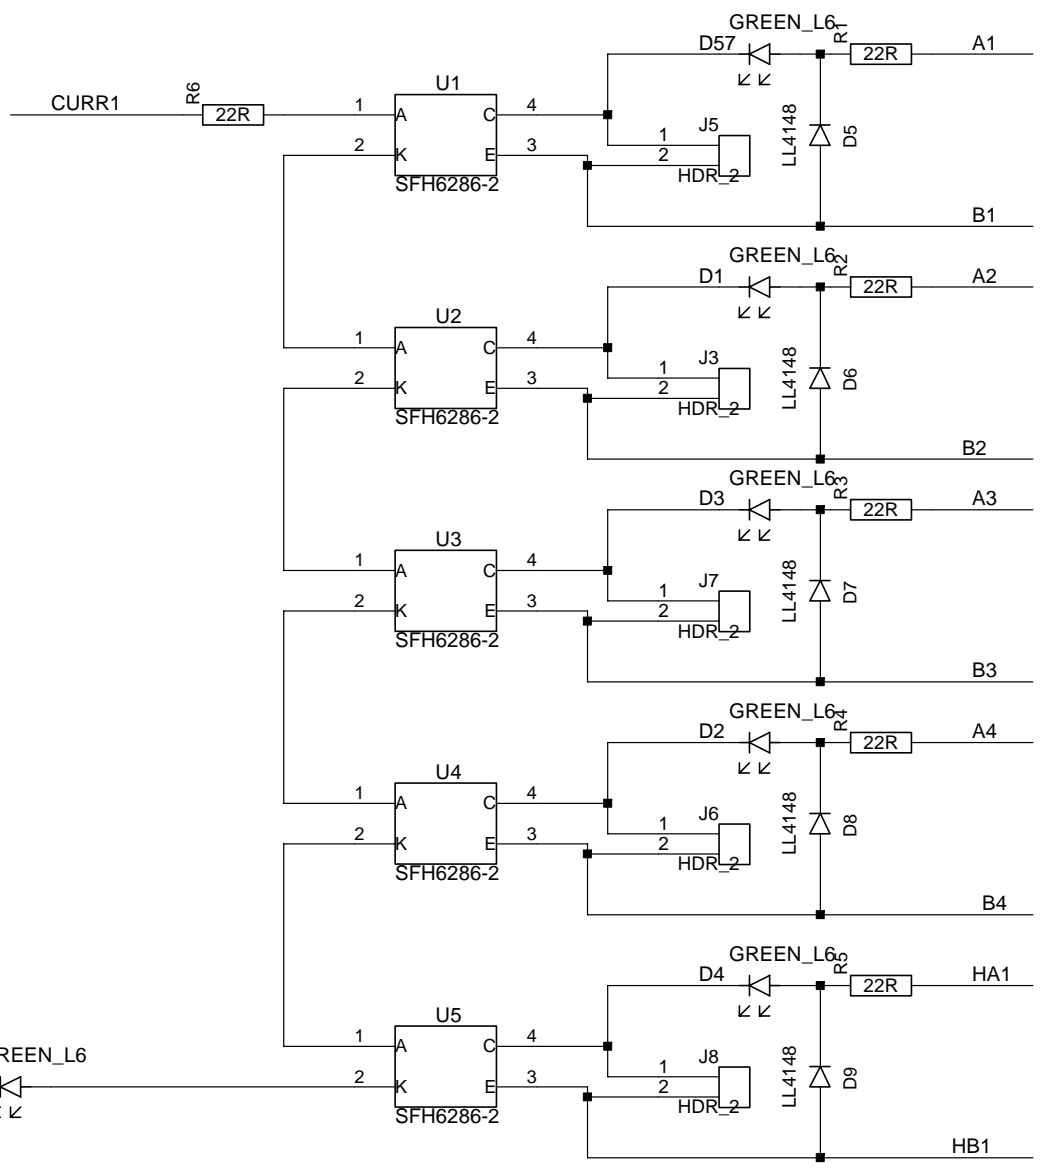 GREEN_L6
D57
R1
22R
A1
CURR1
R6
22R
U1
1
A
C
4
2
K
E
3
SFH6286-2
J5
1
2
HDR_2
LL4148
D5
B1
GREEN_L6
D1
R2
22R
A2
U2
1
A
C
4
2
K
E
3
SFH6286-2
J3
1
2
HDR_2
LL4148
D6
B2
GREEN_L6
D3
R3
22R
A3
U3
1
A
C
4
2
K
E
3
SFH6286-2
J7
1
2
HDR_2
LL4148
D7
B3
GREEN_L6
D2
R4
22R
A4
U4
1
A
C
4
2
K
E
3
SFH6286-2
J6
1
2
HDR_2
LL4148
D8
B4
GREEN_L6
D4
R5
22R
HA1
U5
1
A
C
4
2
K
E
3
SFH6286-2
J8
1
2
HDR_2
LL4148
D9
HB1
REEN_L6